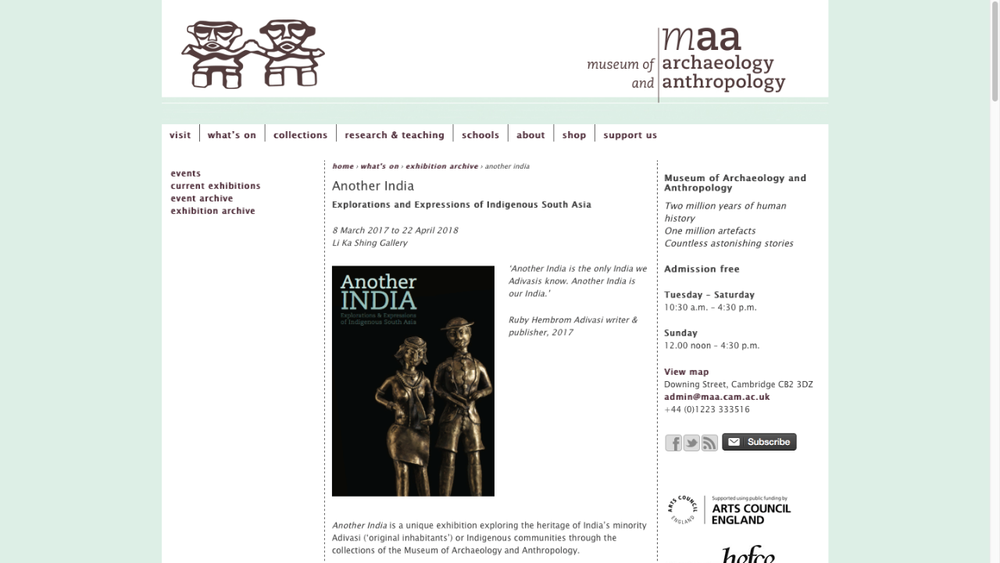 maa
museum of archaeology
and anthropology
visit
what's on
collections
research & teaching
schools
about
shop
support us
events
current exhibitions
event archive
exhibition archive
home › what's on › exhibition archive › another india
Another India
Explorations and Expressions of Indigenous South Asia
8 March 2017 to 22 April 2018
Li Ka Shing Gallery
Another
INDIA
Explorations & Expressions
of Indigenous South Asia
‘Another India is the only India we
Adivasis know. Another India is
our India.’
Ruby Hembrom Adivasi writer &
publisher, 2017
Another India is a unique exhibition exploring the heritage of India’s minority
Adivasi (‘original inhabitants’) or Indigenous communities through the
collections of the Museum of Archaeology and Anthropology.
Museum of Archaeology and
Anthropology
Two million years of human
history
One million artefacts
Countless astonishing stories
Admission free
Tuesday – Saturday
10:30 a.m. – 4:30 p.m.
Sunday
12.00 noon – 4:30 p.m.
View map
Downing Street, Cambridge CB2 3DZ
admin@maa.cam.ac.uk
+44 (0)1223 333516
Subscribe
ARTS COUNCIL
ENGLAND
Supported using public funding by
ARTS COUNCIL
ENGLAND
hefce